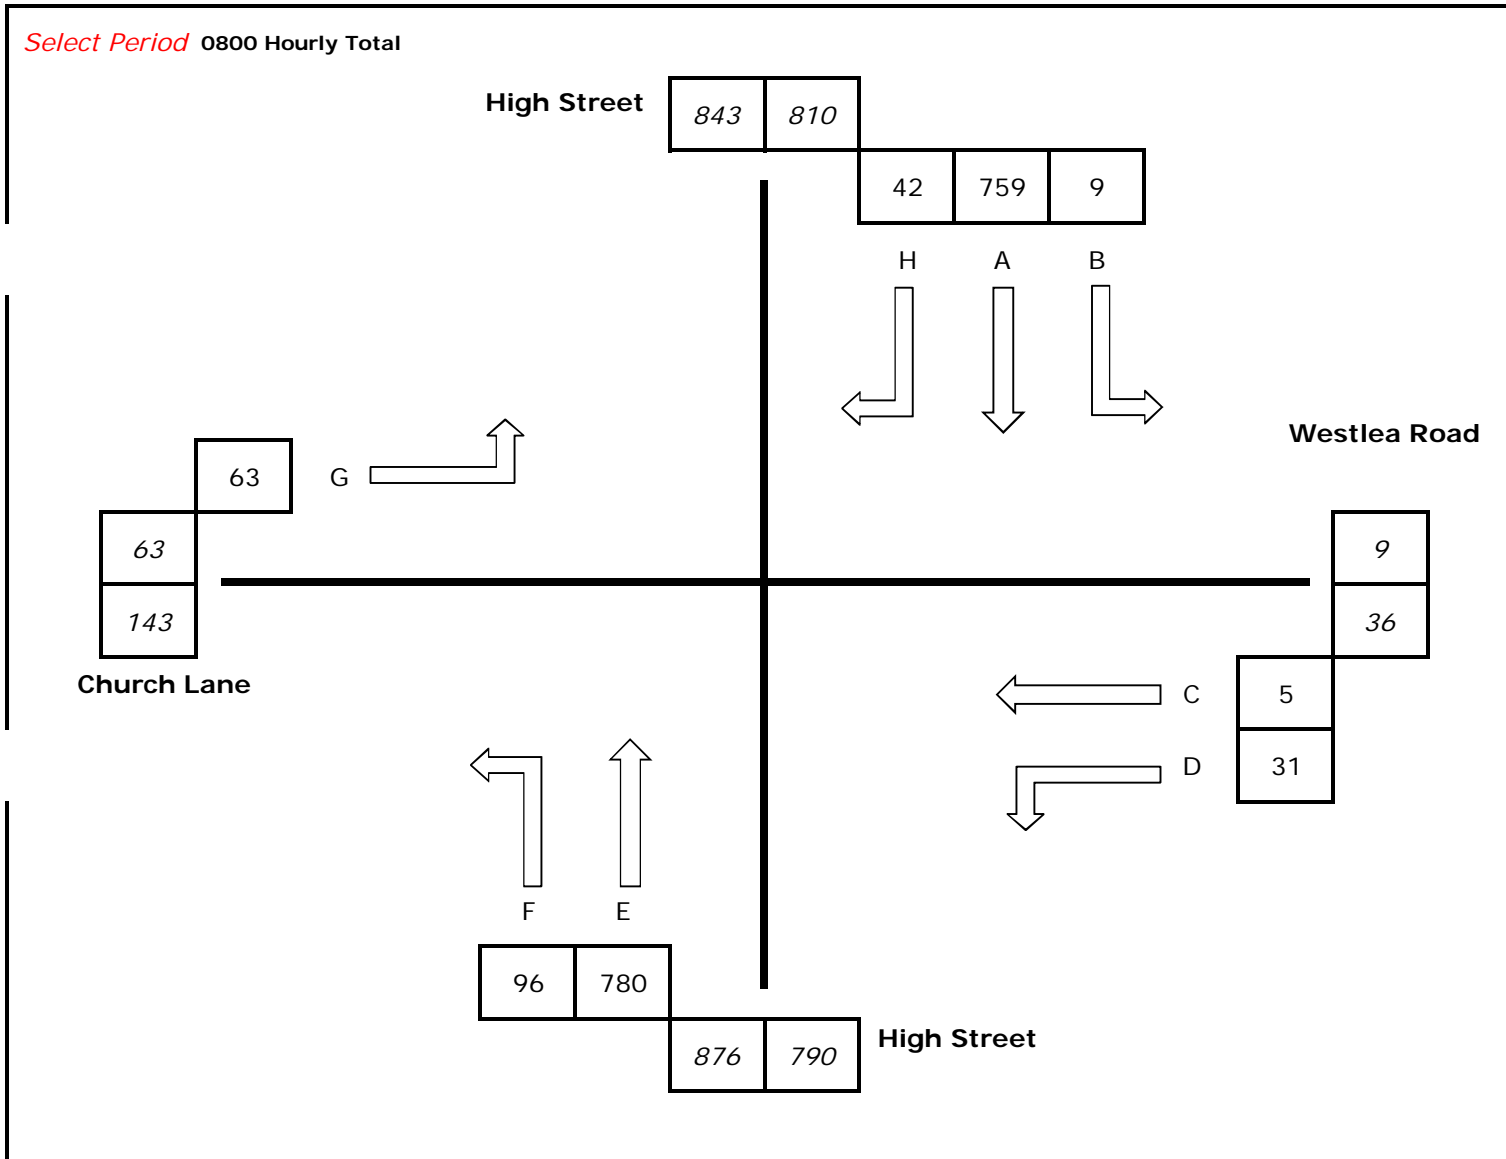 Select Period 0800 Hourly Total
High Street 843 810
42 759 9
H A B
Westlea Road
63 G
63 9
143 36
Church Lane
C 5
D 31
F E
96 780
876 790 High Street